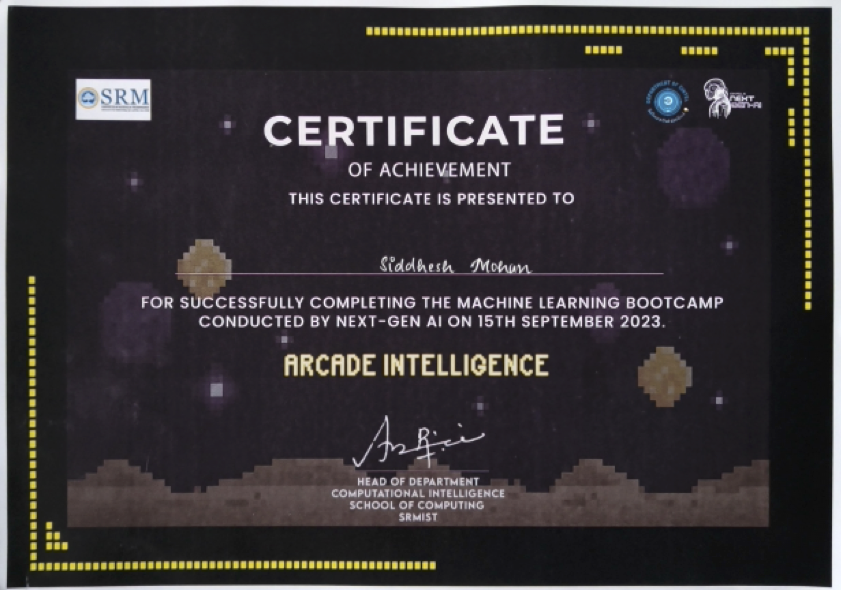 SRM
NEXT
GEN-AI
CERTIFICATE
OF ACHIEVEMENT
THIS CERTIFICATE IS PRESENTED TO
Siddhesh Mohan
FOR SUCCESSFULLY COMPLETING THE MACHINE LEARNING BOOTCAMP
CONDUCTED BY NEXT-GEN AI ON 15TH SEPTEMBER 2023.
ARCADE INTELLIGENCE
HEAD OF DEPARTMENT
COMPUTATIONAL INTELLIGENCE
SCHOOL OF COMPUTING
SRMIST